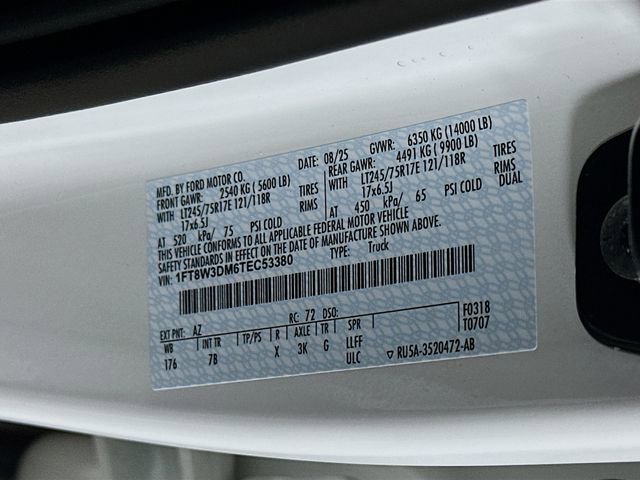 MFD. BY FORD MOTOR CO.
DATE: 08/25 GVWR: 6350 KG (14000 LB)
FRONT GAWR: 2540 KG ( 5600 LB)
REAR GAWR: 4491 KG ( 9900 LB)
WITH LT245/75R17E 121/118R TIRES
WITH LT245/75R17E 121/118R TIRES
17x6.5J RIMS
17x6.5J RIMS
AT 520 kPa/ 75 PSI COLD
AT 450 kPa/ 65 PSI COLD DUAL
THIS VEHICLE CONFORMS TO ALL APPLICABLE FEDERAL MOTOR VEHICLE
SAFETY STANDARDS IN EFFECT ON THE DATE OF MANUFACTURE SHOWN ABOVE.
VIN: 1FT8W3DM6TEC53380 TYPE: Truck
F0318
T0707
EXT PNT: AZ RC: 72 DSO:
WB INT TR TP/PS R AXLE TR SPR
176 7B X 3K G LLFF
ULC
▽ RU5A-3520472-AB